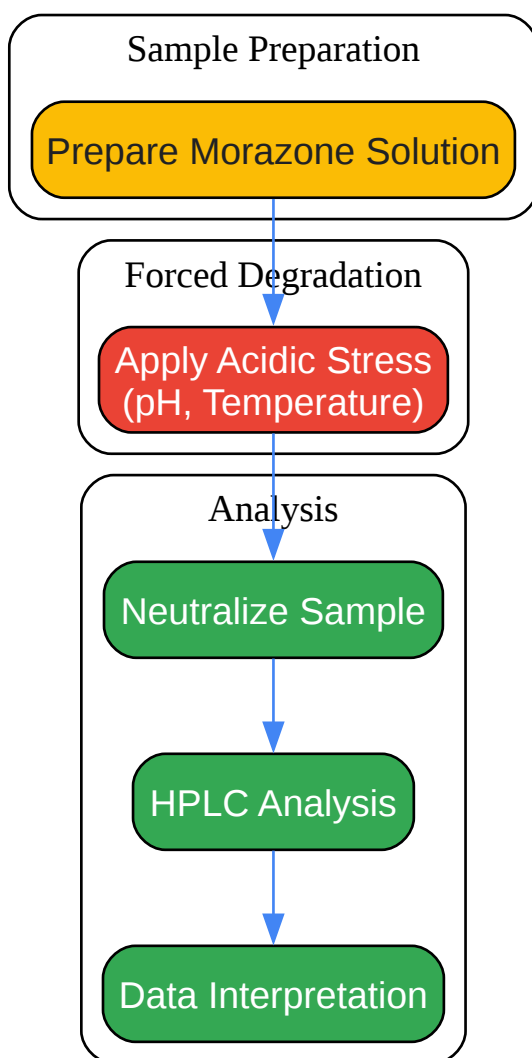 Sample Preparation
Prepare Morazone Solution
Forced Degradation
Apply Acidic Stress
(pH, Temperature)
Analysis
Neutralize Sample
HPLC Analysis
Data Interpretation